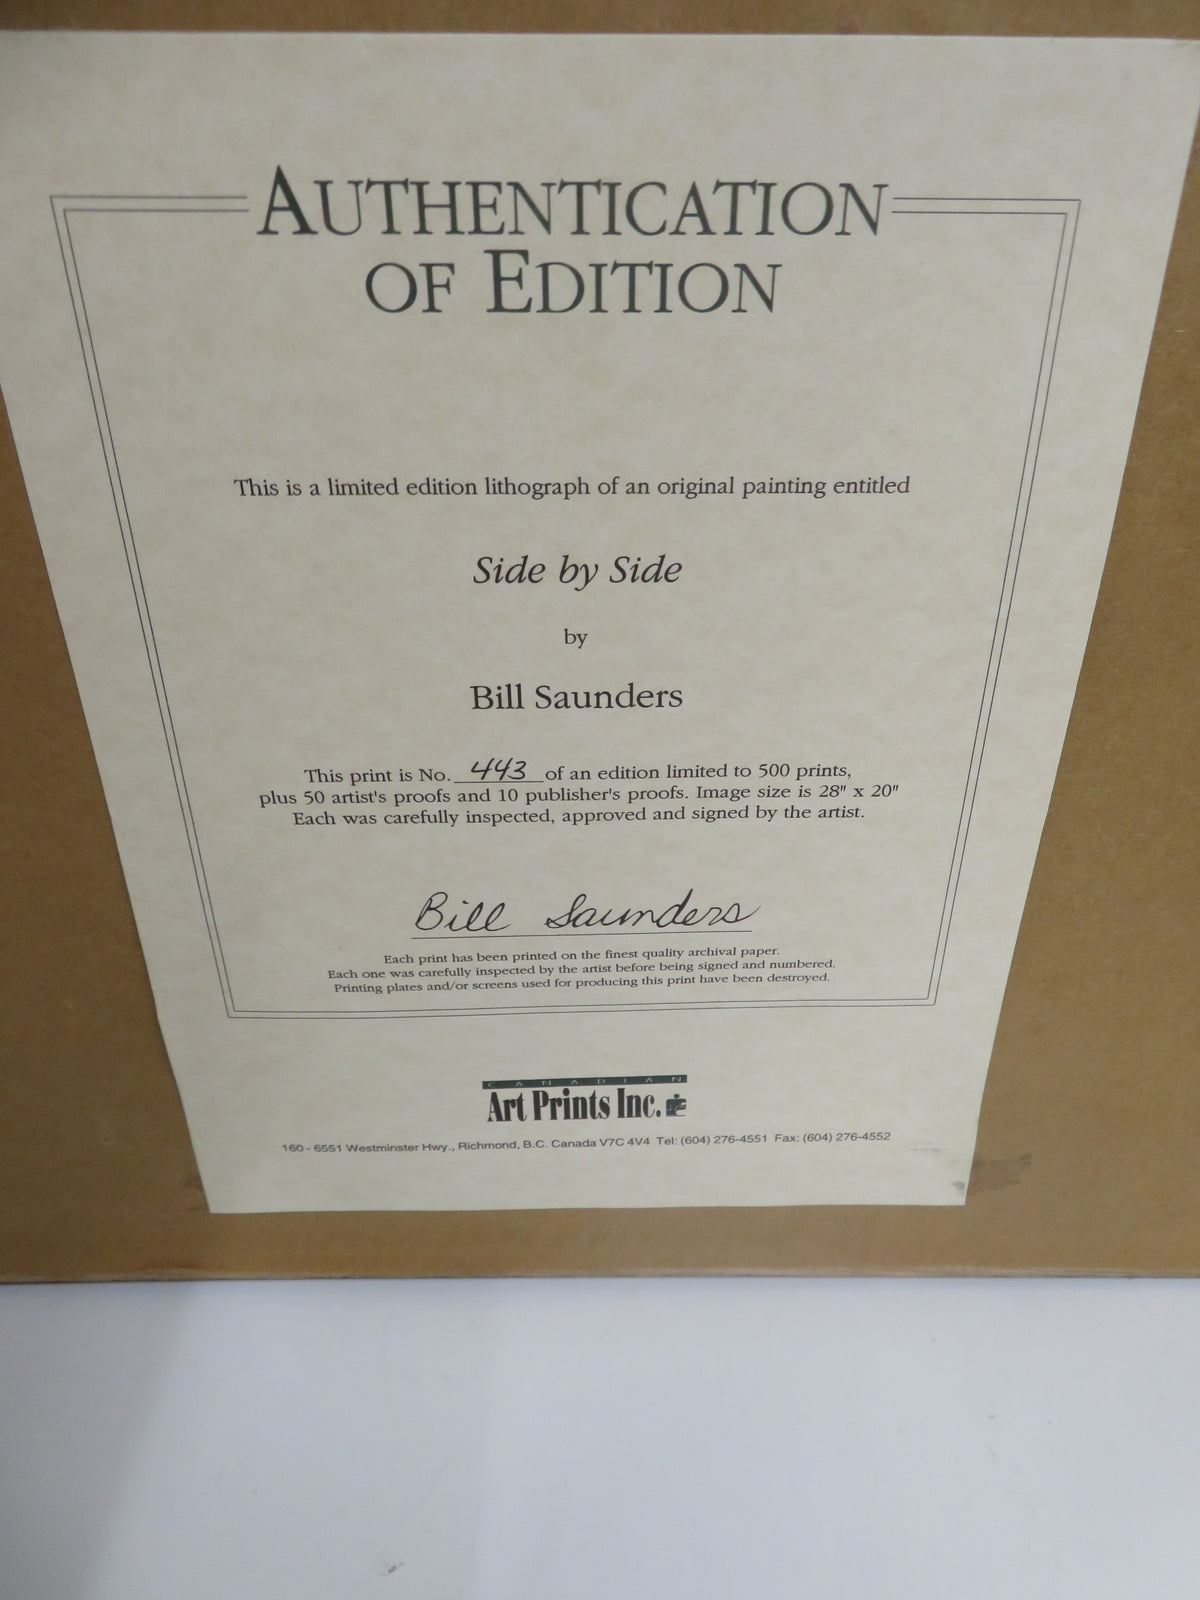 AUTHENTICATION
OF EDITION
This is a limited edition lithograph of an original painting entitled
Side by Side
by
Bill Saunders
This print is No. 443 of an edition limited to 500 prints,
plus 50 artist's proofs and 10 publisher's proofs. Image size is 28" x 20"
Each was carefully inspected, approved and signed by the artist.
Bill Saunders
Each print has been printed on the finest quality archival paper.
Each one was carefully inspected by the artist before being signed and numbered.
Printing plates and/or screens used for producing this print have been destroyed.
CANADIAN
Art Prints Inc.
160 - 6551 Westminster Hwy., Richmond, B.C. Canada V7C 4V4 Tel: (604) 276-4551 Fax: (604) 276-4552